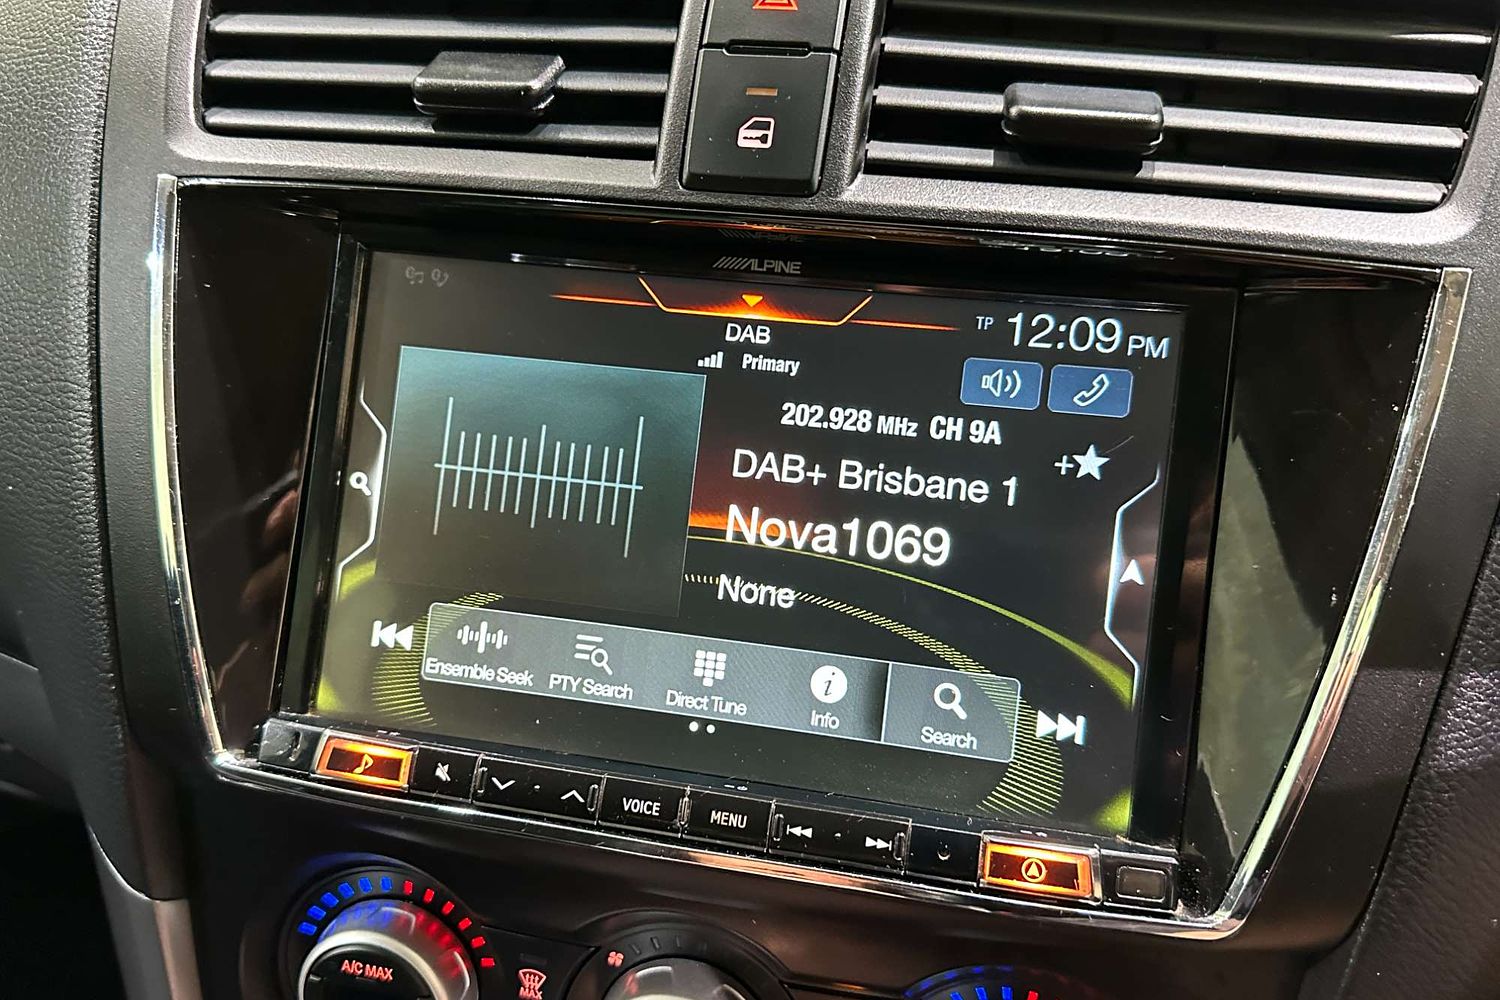 ALPINE
DAB
TP 12:09 PM
Primary
202.928 MHz CH 9A
DAB+ Brisbane 1
Nova1069
None
Ensemble Seek
PTY Search
Direct Tune
Info
Search
VOICE
MENU
A/C MAX
MAX